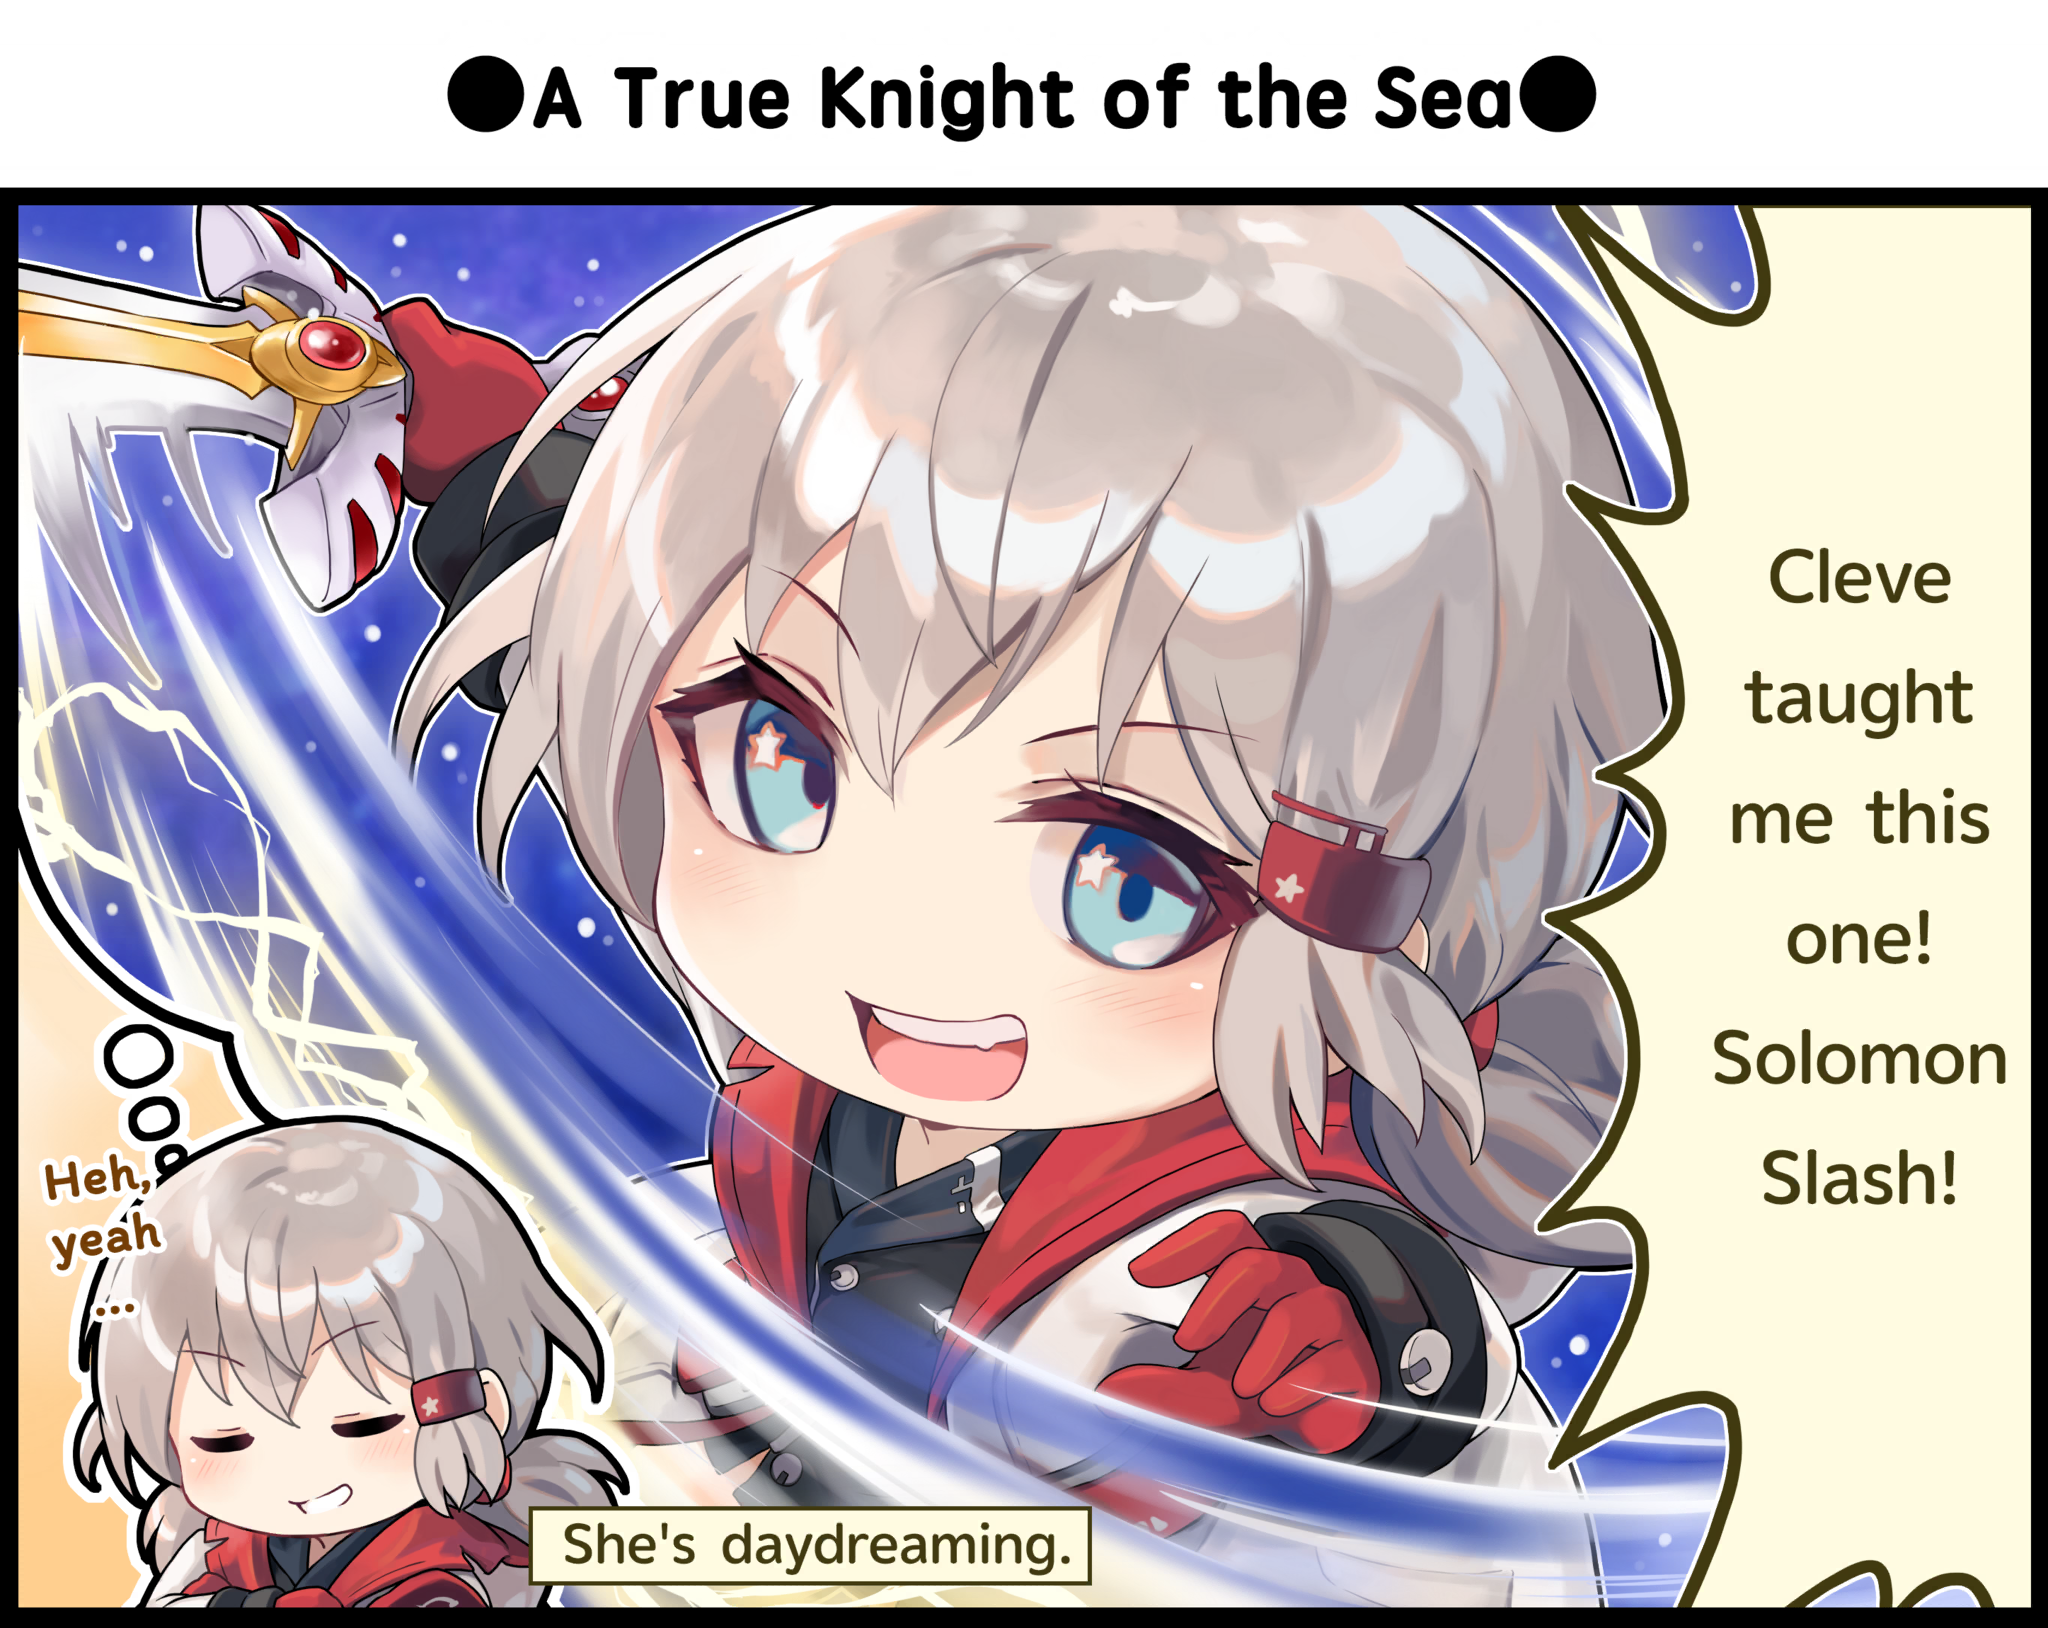 ●A True Knight of the Sea●
Cleve
taught
me this
one!
Solomon
Slash!
Heh,
yeah
...
She's daydreaming.